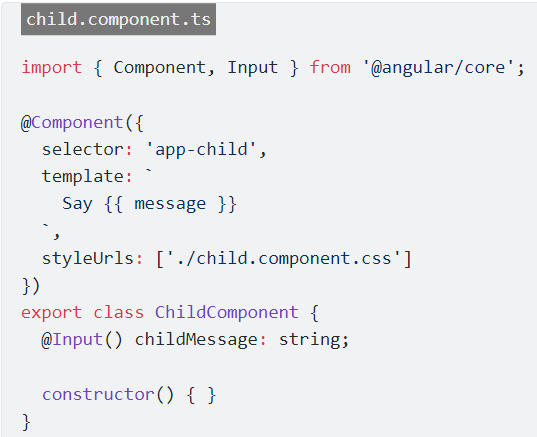 child.component.ts
import { Component, Input } from '@angular/core';
@Component({
  selector: 'app-child',
  template: `
    Say {{ message }}
  `,
  styleUrls: ['./child.component.css']
})
export class ChildComponent {
  @Input() childMessage: string;
  constructor() { }
}